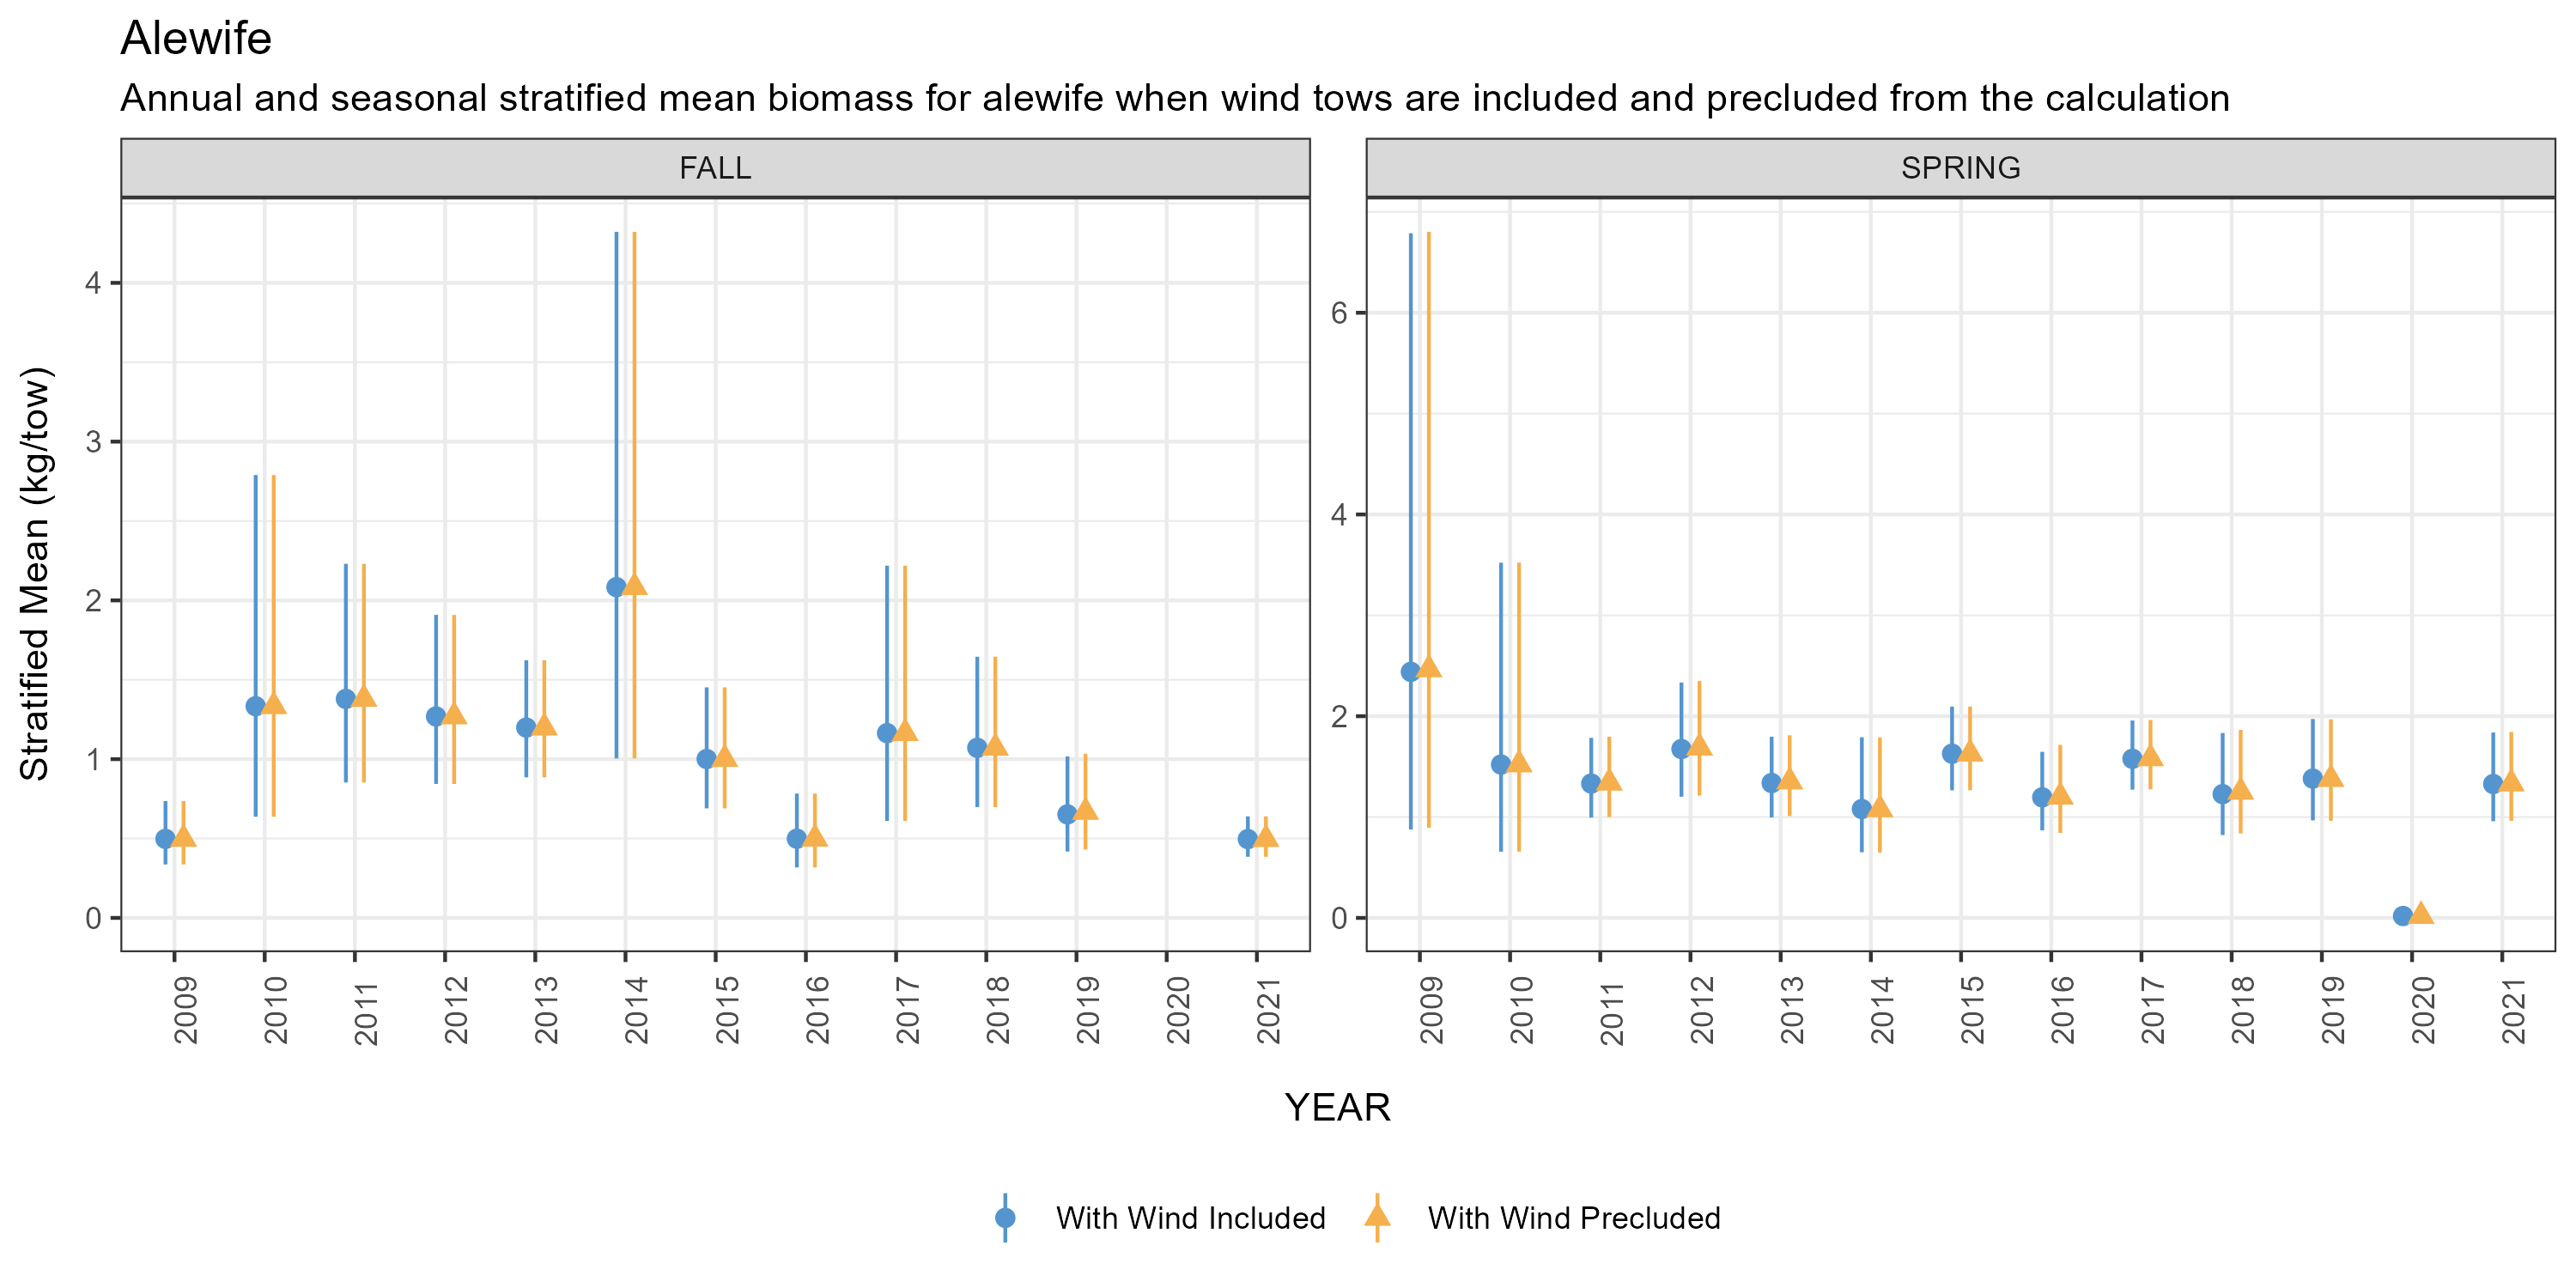 Alewife
Annual and seasonal stratified mean biomass for alewife when wind tows are included and precluded from the calculation
FALL
SPRING
Stratified Mean (kg/tow)
4
3
2
1
0
6
4
2
0
2009 2010 2011 2012 2013 2014 2015 2016 2017 2018 2019 2020 2021
2009 2010 2011 2012 2013 2014 2015 2016 2017 2018 2019 2020 2021
YEAR
With Wind Included
With Wind Precluded